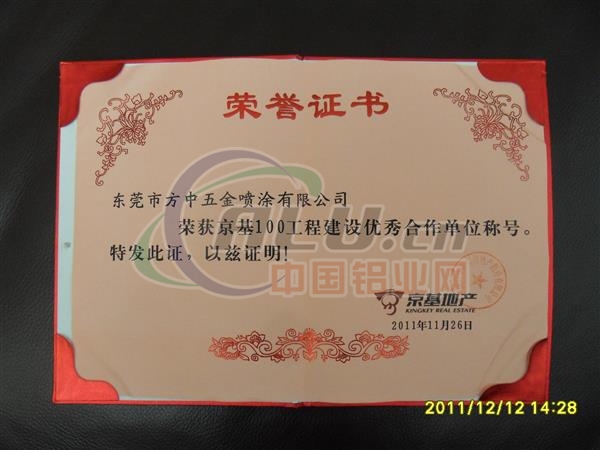 荣誉证书
东莞市方中五金喷涂有限公司
荣获京基100工程建设优秀合作单位称号。
特发此证，以兹证明！
ALU.cn
中国铝业网
京基地产
KINGKEY REAL ESTATE
2011年11月26日
2011/12/12 14:28